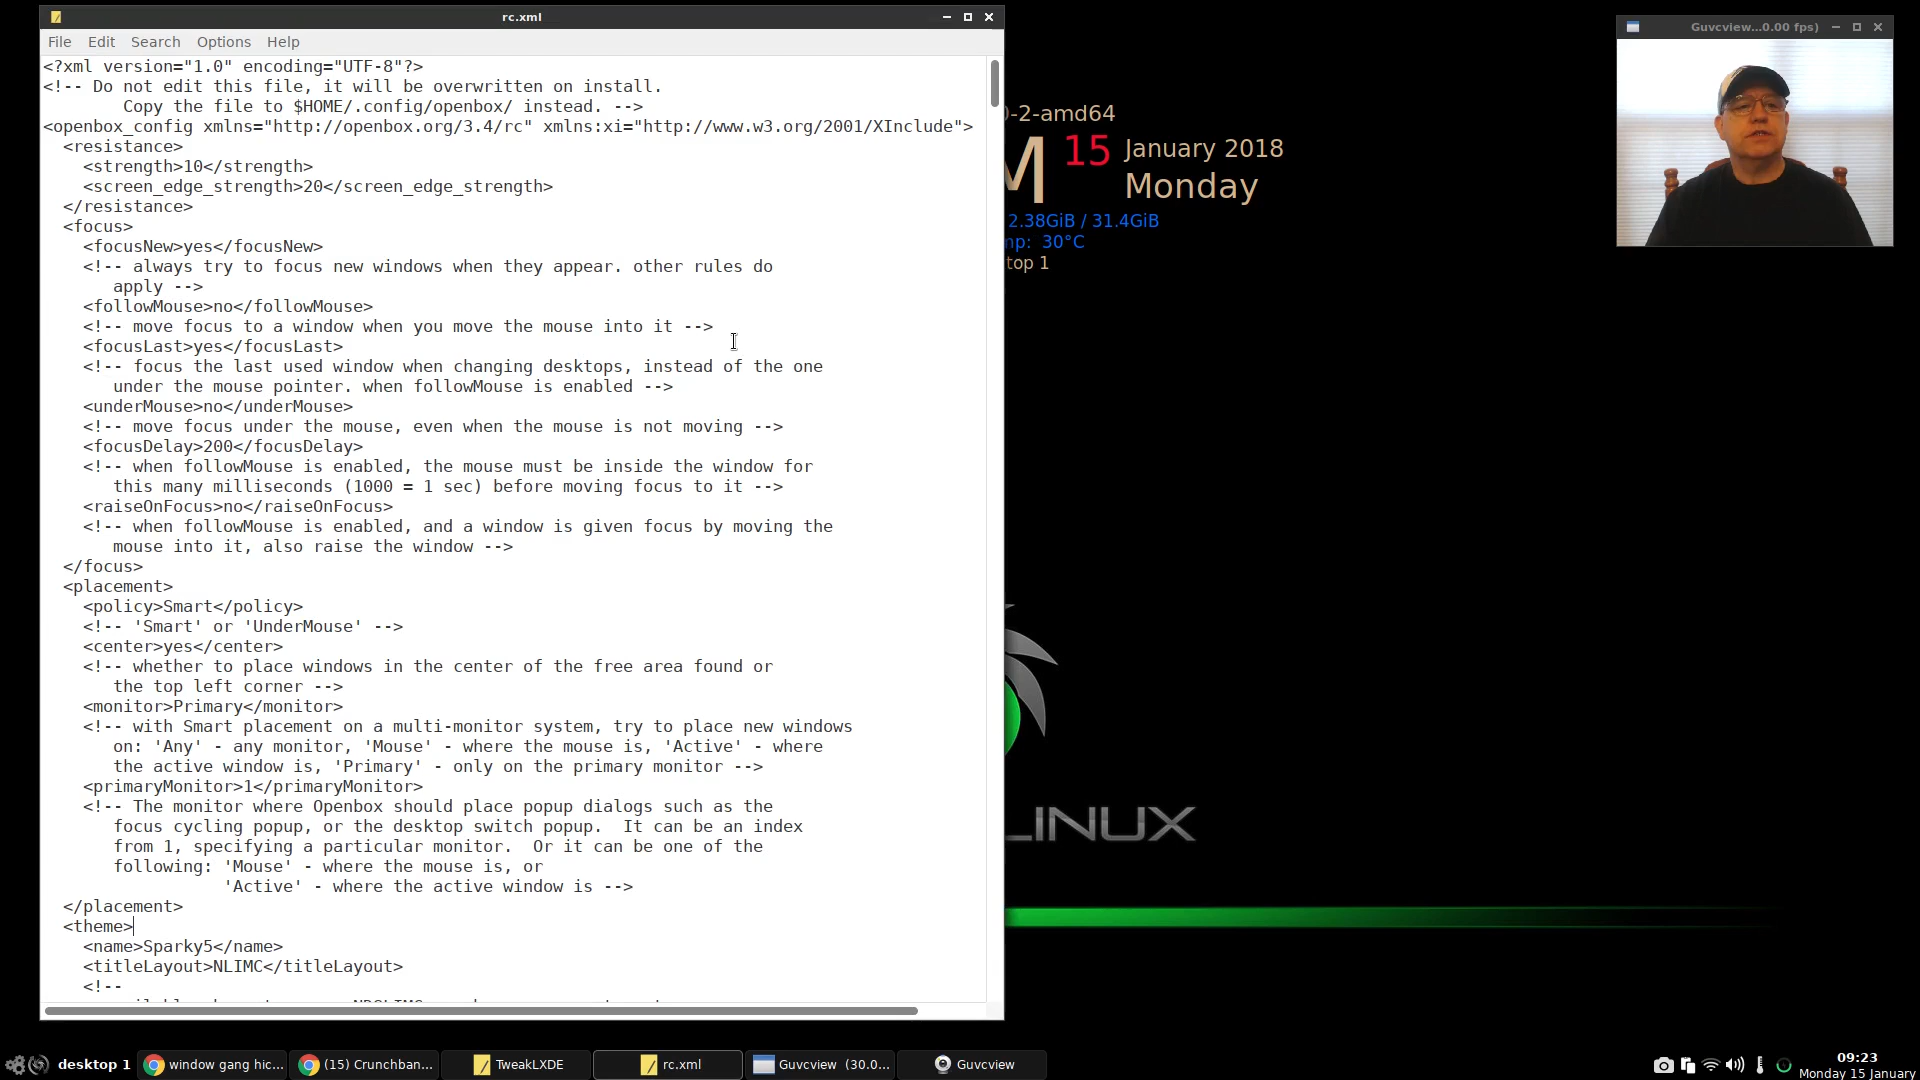 rc.xml
File Edit Search Options Help
<?xml version="1.0" encoding="UTF-8"?>
<!-- Do not edit this file, it will be overwritten on install.
        Copy the file to $HOME/.config/openbox/ instead. -->
<openbox_config xmlns="http://openbox.org/3.4/rc" xmlns:xi="http://www.w3.org/2001/XInclude">
  <resistance>
    <strength>10</strength>
    <screen_edge_strength>20</screen_edge_strength>
  </resistance>
  <focus>
    <focusNew>yes</focusNew>
    <!-- always try to focus new windows when they appear. other rules do
       apply -->
    <followMouse>no</followMouse>
    <!-- move focus to a window when you move the mouse into it -->
    <focusLast>yes</focusLast>
    <!-- focus the last used window when changing desktops, instead of the one
       under the mouse pointer. when followMouse is enabled -->
    <underMouse>no</underMouse>
    <!-- move focus under the mouse, even when the mouse is not moving -->
    <focusDelay>200</focusDelay>
    <!-- when followMouse is enabled, the mouse must be inside the window for
       this many milliseconds (1000 = 1 sec) before moving focus to it -->
    <raiseOnFocus>no</raiseOnFocus>
    <!-- when followMouse is enabled, and a window is given focus by moving the
       mouse into it, also raise the window -->
  </focus>
  <placement>
    <policy>Smart</policy>
    <!-- 'Smart' or 'UnderMouse' -->
    <center>yes</center>
    <!-- whether to place windows in the center of the free area found or
       the top left corner -->
    <monitor>Primary</monitor>
    <!-- with Smart placement on a multi-monitor system, try to place new windows
       on: 'Any' - any monitor, 'Mouse' - where the mouse is, 'Active' - where
       the active window is, 'Primary' - only on the primary monitor -->
    <primaryMonitor>1</primaryMonitor>
    <!-- The monitor where Openbox should place popup dialogs such as the
       focus cycling popup, or the desktop switch popup.  It can be an index
       from 1, specifying a particular monitor.  Or it can be one of the
       following: 'Mouse' - where the mouse is, or
                  'Active' - where the active window is -->
  </placement>
  <theme>
    <name>Sparky5</name>
    <titleLayout>NLIMC</titleLayout>
    <!--
-2-amd64
M 15 January 2018
Monday
2.38GiB / 31.4GiB
mp: 30°C
top 1
LINUX
Guvcview...0.00 fps)
desktop 1 window gang hic... (15) Crunchban... TweakLXDE rc.xml Guvcview (30.0... Guvcview
09:23
Monday 15 January